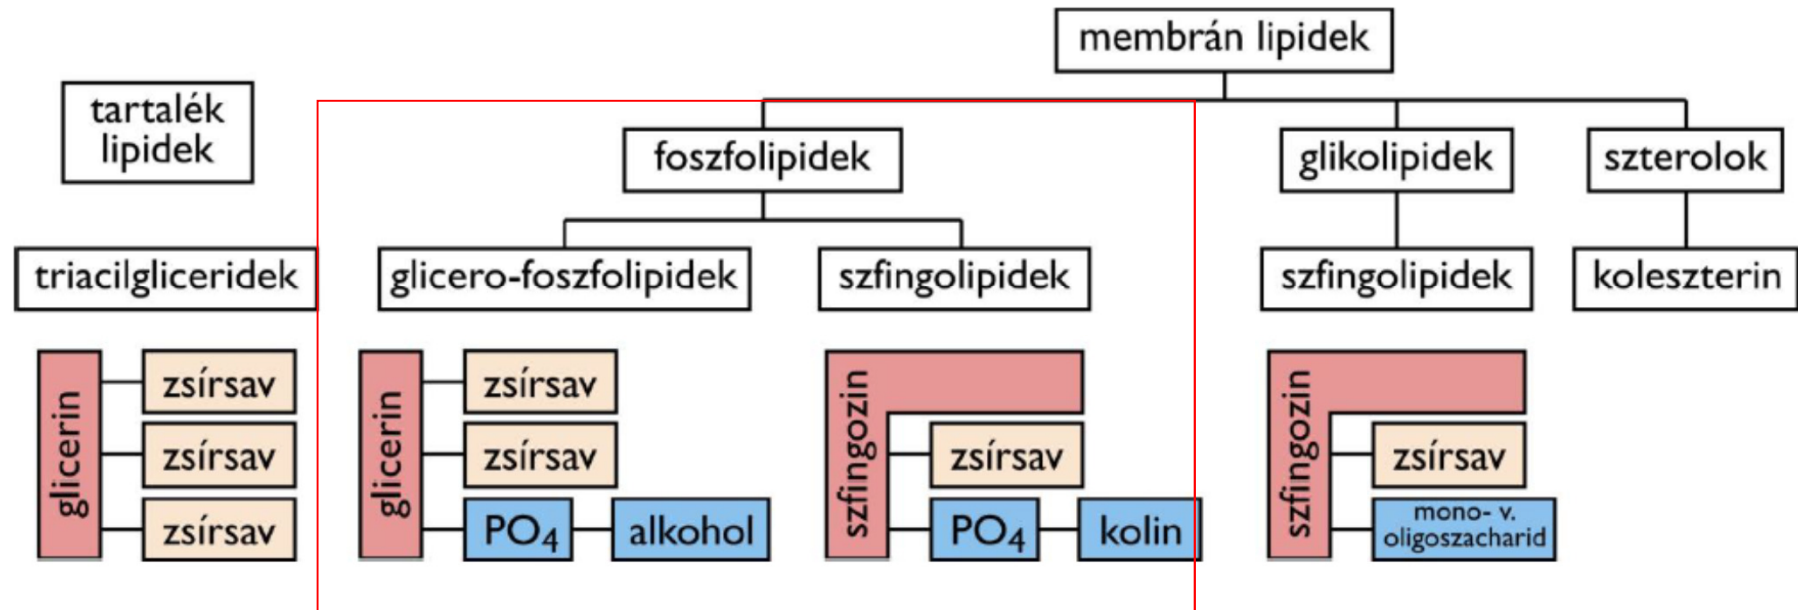 membrán lipidek
tartalék
lipidek
foszfolipidek
glikolipidek
szterolok
triacilgliceridek
glicero-foszfolipidek
szfingolipidek
szfingolipidek
koleszterin
glicerin
zsírsav
zsírsav
zsírsav
glicerin
zsírsav
zsírsav
PO4
alkohol
szfingozin
zsírsav
PO4
kolin
szfingozin
zsírsav
mono- v.
oligoszacharid